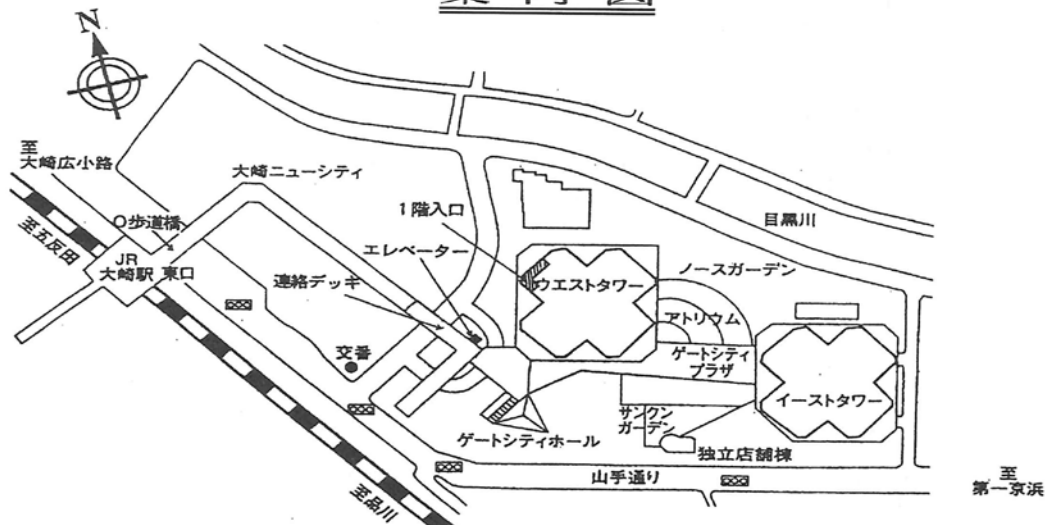 案内図
N
至
大崎広小路
大崎ニューシティ
O歩道橋
至五反田
JR
大崎駅 東口
1階入口
エレベーター
連絡デッキ
交番
ウエストタワー
目黒川
ノースガーデン
アトリウム
ゲートシティ
プラザ
イーストタワー
サンクン
ガーデン
ゲートシティホール
独立店舗棟
山手通り
至品川
至
第一京浜